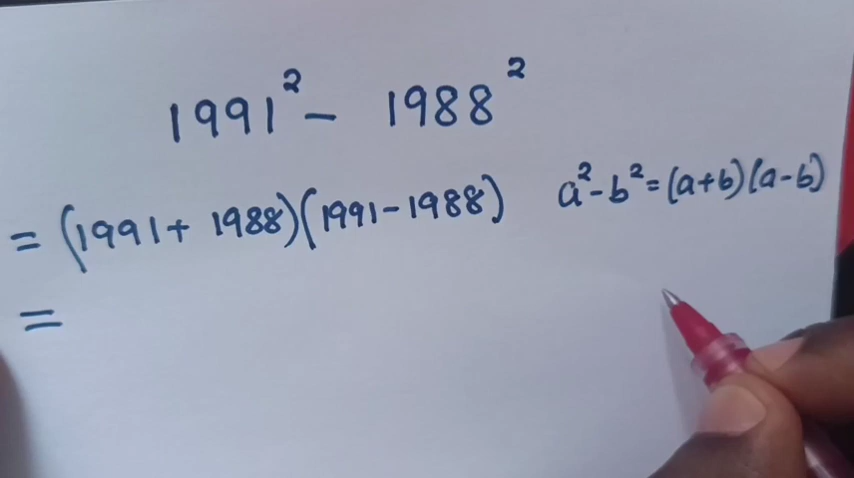 1991² - 1988²
a²-b²=(a+b)(a-b)
= (1991+ 1988)(1991-1988)
=